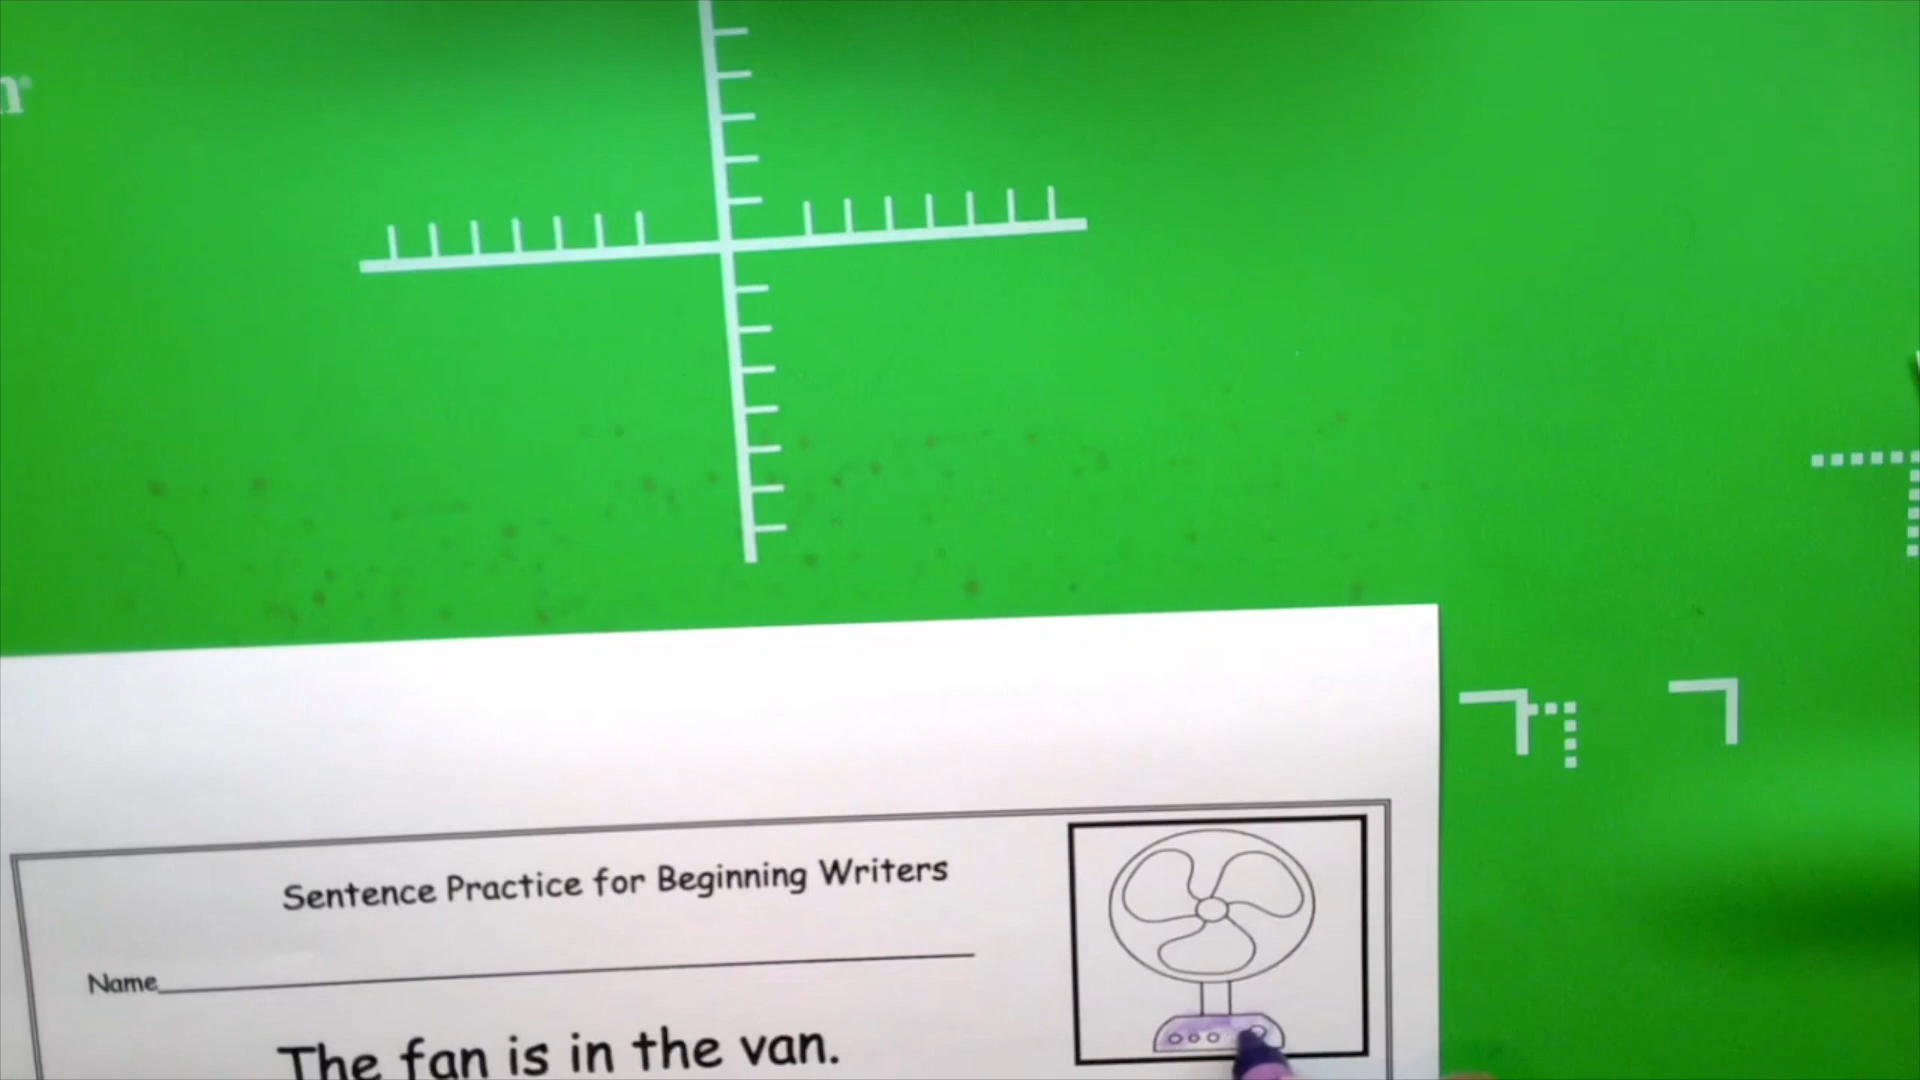 Sentence Practice for Beginning Writers
Name
The fan is in the van.